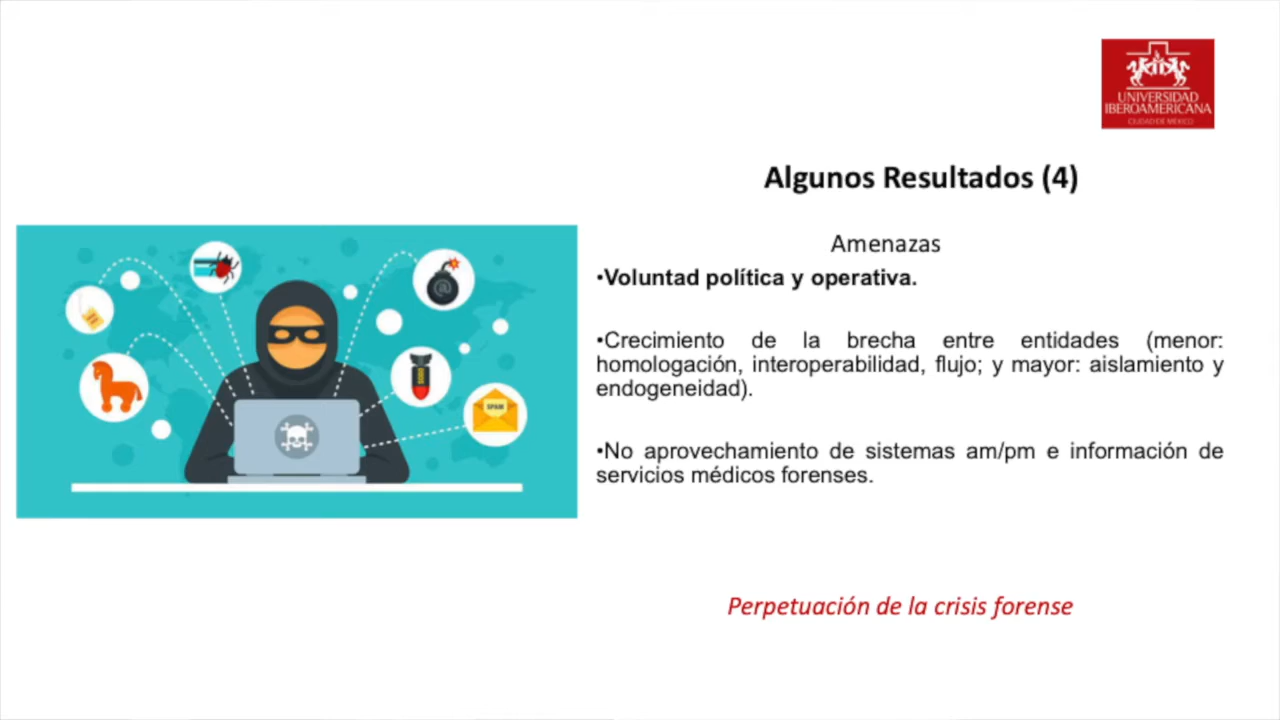 UNIVERSIDAD
IBEROAMERICANA
CIUDAD DE MÉXICO
Algunos Resultados (4)
Amenazas
•Voluntad política y operativa.
•Crecimiento de la brecha entre entidades (menor:
homologación, interoperabilidad, flujo; y mayor: aislamiento y
endogeneidad).
•No aprovechamiento de sistemas am/pm e información de
servicios médicos forenses.
@
SPAM
Perpetuación de la crisis forense